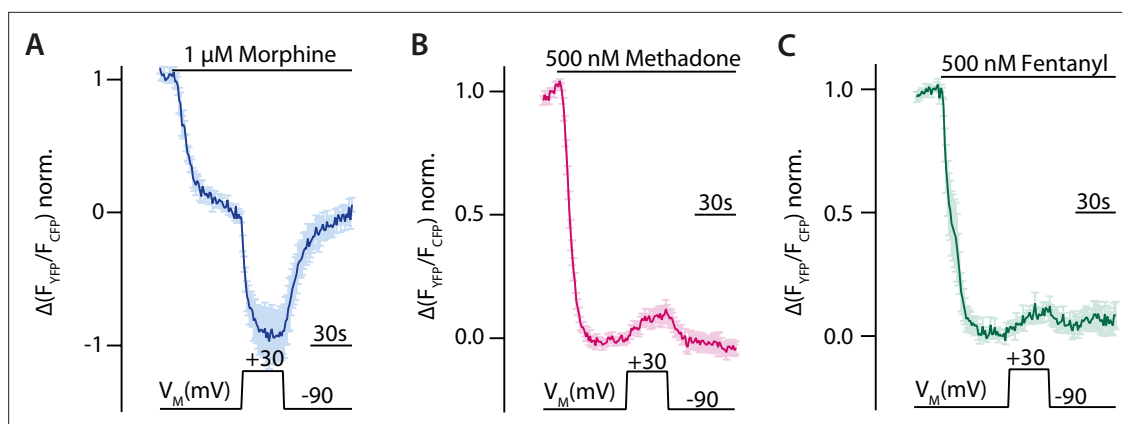 A
1 µM Morphine
1
0
-1
Δ(F_YFP/F_CFP) norm.
30s
+30
V_M(mV)
-90
B
500 nM Methadone
1.0
0.5
0.0
Δ(F_YFP/F_CFP) norm.
30s
+30
V_M(mV)
-90
C
500 nM Fentanyl
1.0
0.5
0.0
Δ(F_YFP/F_CFP) norm.
30s
+30
V_M(mV)
-90